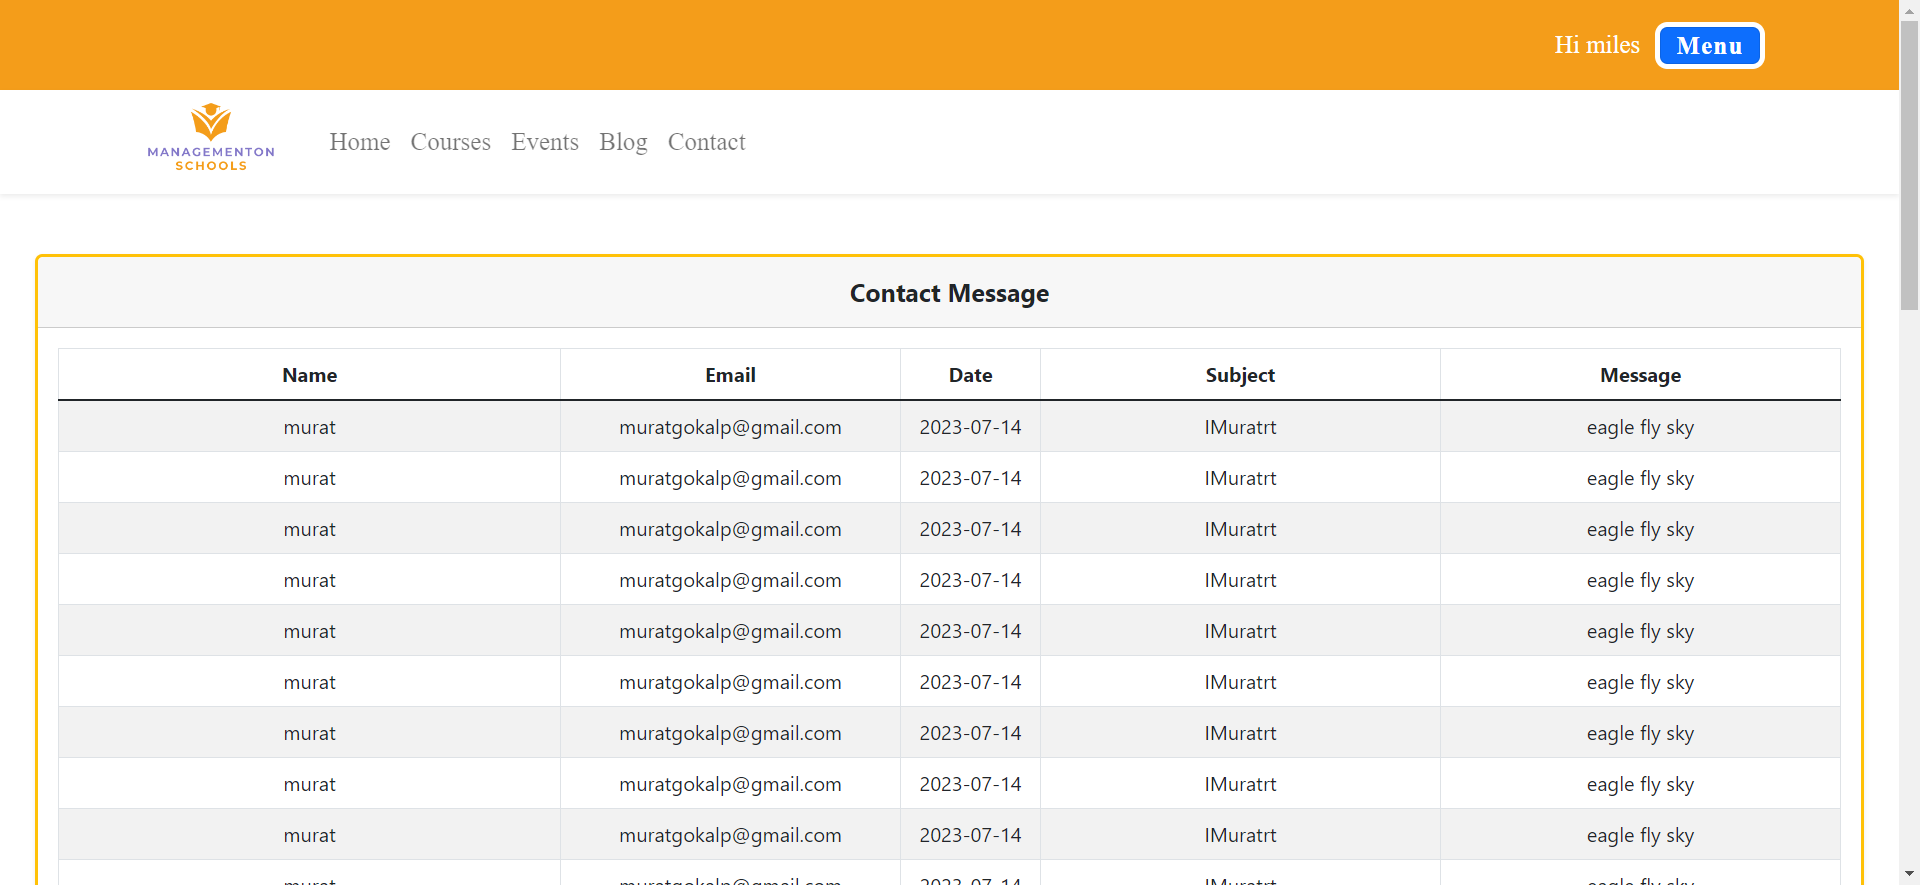 Hi miles Menu
MANAGEMENTON
SCHOOLS
Home Courses Events Blog Contact
Contact Message
Name Email Date Subject Message
murat muratgokalp@gmail.com 2023-07-14 IMuratrt eagle fly sky
murat muratgokalp@gmail.com 2023-07-14 IMuratrt eagle fly sky
murat muratgokalp@gmail.com 2023-07-14 IMuratrt eagle fly sky
murat muratgokalp@gmail.com 2023-07-14 IMuratrt eagle fly sky
murat muratgokalp@gmail.com 2023-07-14 IMuratrt eagle fly sky
murat muratgokalp@gmail.com 2023-07-14 IMuratrt eagle fly sky
murat muratgokalp@gmail.com 2023-07-14 IMuratrt eagle fly sky
murat muratgokalp@gmail.com 2023-07-14 IMuratrt eagle fly sky
murat muratgokalp@gmail.com 2023-07-14 IMuratrt eagle fly sky